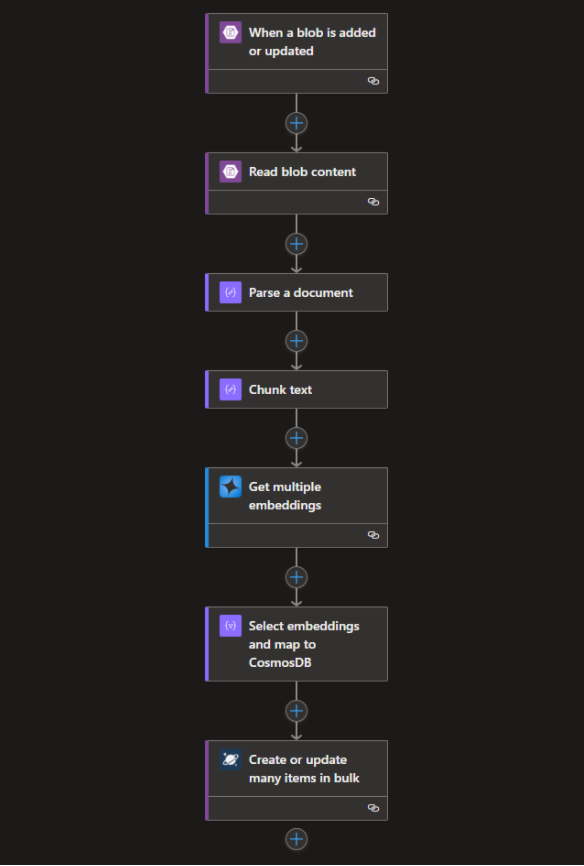 When a blob is added
or updated
Read blob content
Parse a document
Chunk text
Get multiple
embeddings
Select embeddings
and map to
CosmosDB
Create or update
many items in bulk